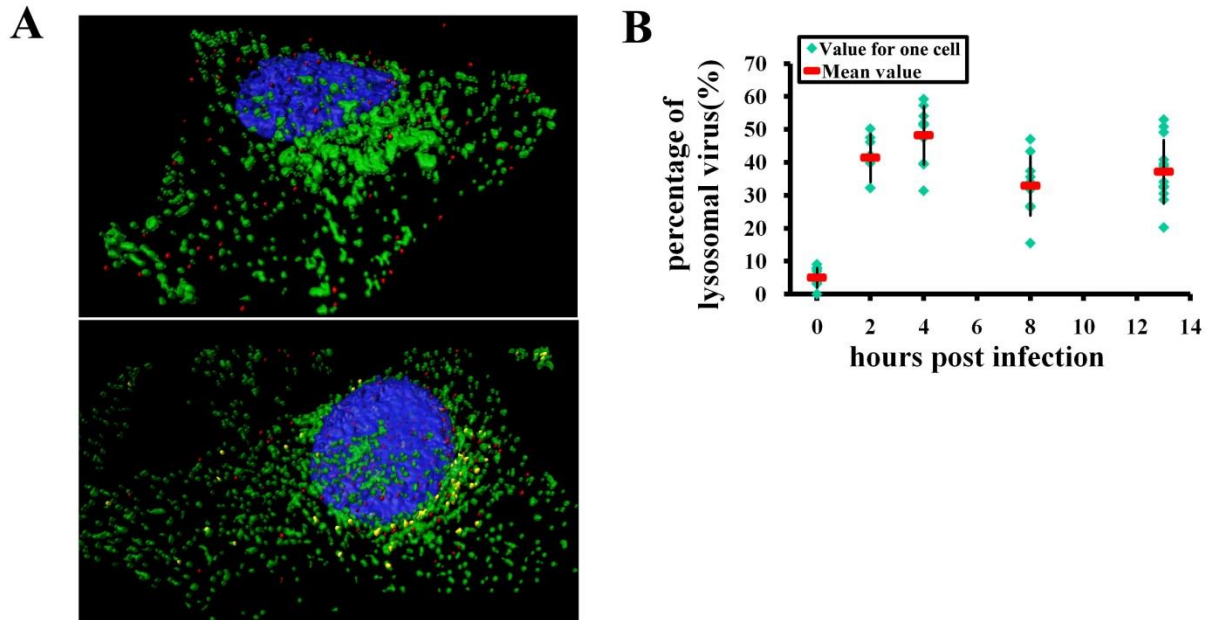 A
B
Value for one cell
Mean value
percentage of
lysosomal virus(%)
70
60
50
40
30
20
10
0
0 2 4 6 8 10 12 14
hours post infection